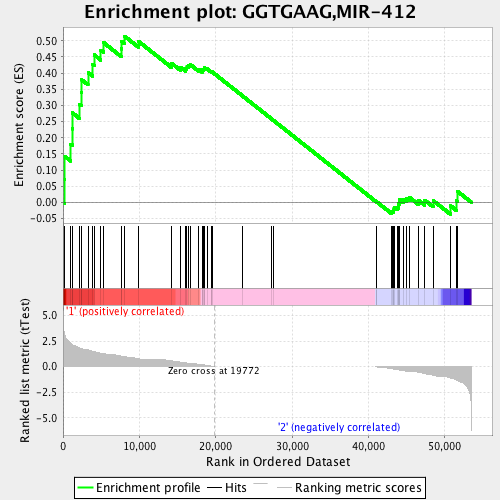 Enrichment plot: GGTGAAG,MIR-412
Enrichment score (ES)
0.50
0.45
0.40
0.35
0.30
0.25
0.20
0.15
0.10
0.05
0.00
-0.05
'1' (positively correlated)
Ranked list metric (tTest)
5.0
2.5
0.0
-2.5
-5.0
Zero cross at 19772
'2' (negatively correlated)
0 10,000 20,000 30,000 40,000 50,000
Rank in Ordered Dataset
Enrichment profile Hits Ranking metric scores